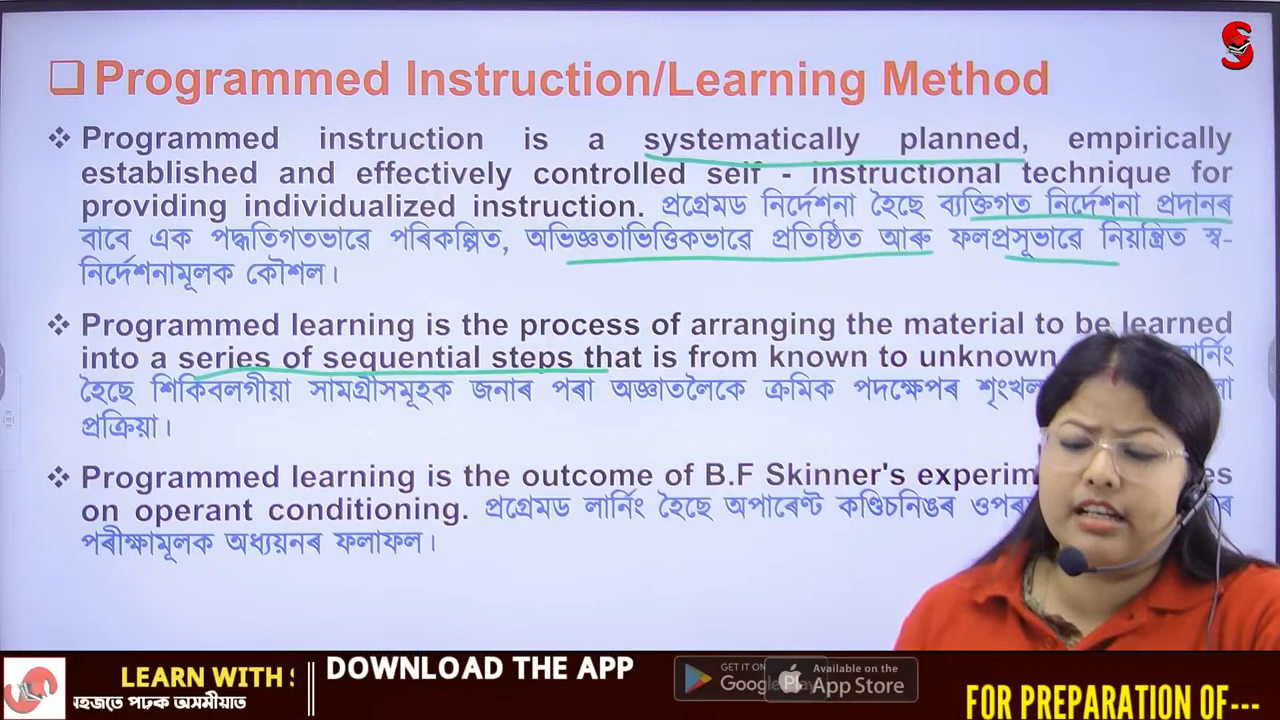 Programmed Instruction/Learning Method
Programmed instruction is a systematically planned, empirically
established and effectively controlled self - instructional technique for
providing individualized instruction. প্ৰগ্ৰেমড নিৰ্দেশনা হৈছে ব্যক্তিগত নিৰ্দেশনা প্ৰদানৰ
বাবে এক পদ্ধতিগতভাৱে পৰিকল্পিত, অভিজ্ঞতাভিত্তিকভাৱে প্ৰতিষ্ঠিত আৰু ফলপ্ৰসূভাৱে নিয়ন্ত্ৰিত স্ব-
নিৰ্দেশনামূলক কৌশল।
Programmed learning is the process of arranging the material to be learned
into a series of sequential steps that is from known to unknown
হৈছে শিকিবলগীয়া সামগ্ৰীসমূহক জনাৰ পৰা অজ্ঞাতলৈকে ক্ৰমিক পদক্ষেপৰ
প্ৰক্ৰিয়া।
Programmed learning is the outcome of B.F Skinner's
on operant conditioning. প্ৰগ্ৰেমড লাৰ্নিং হৈছে অপাৰেণ্ট কণ্ডিচনিঙৰ
পৰীক্ষামূলক অধ্যয়নৰ ফলাফল।
LEARN WITH
সহজতে পঢ়ক অসমীয়াত
DOWNLOAD THE APP
GET IT ON
Google Play
Available on the
App Store
FOR PREPARATION OF---